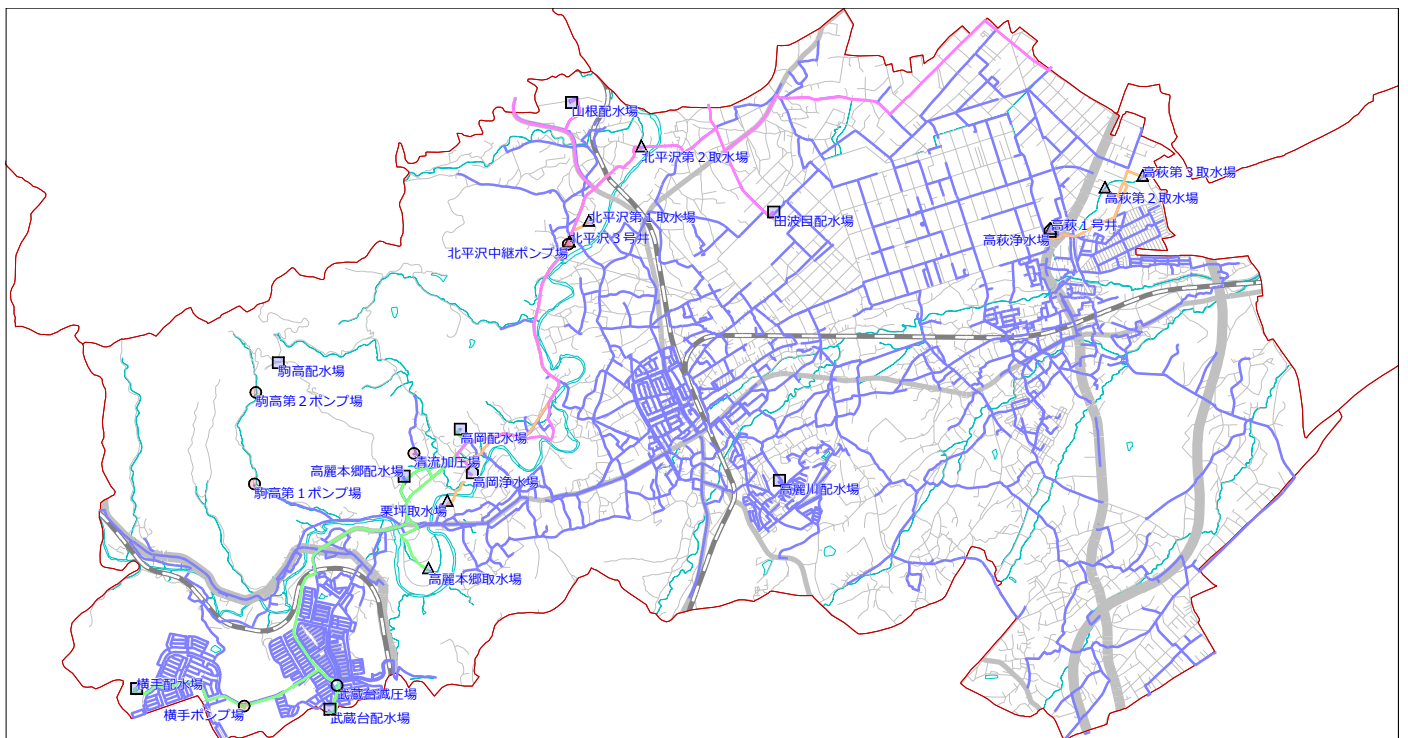 山根配水場
北平沢第２取水場
高萩第３取水場
高萩第２取水場
北平沢第１取水場
田波目配水場
高萩１号井
北平沢３号井
高萩浄水場
北平沢中継ポンプ場
駒高配水場
駒高第２ポンプ場
高岡配水場
清流加圧場
高麗本郷配水場
高岡浄水場
高麗川配水場
駒高第１ポンプ場
栗坪取水場
高麗本郷取水場
横手配水場
武蔵台減圧場
横手ポンプ場
武蔵台配水場